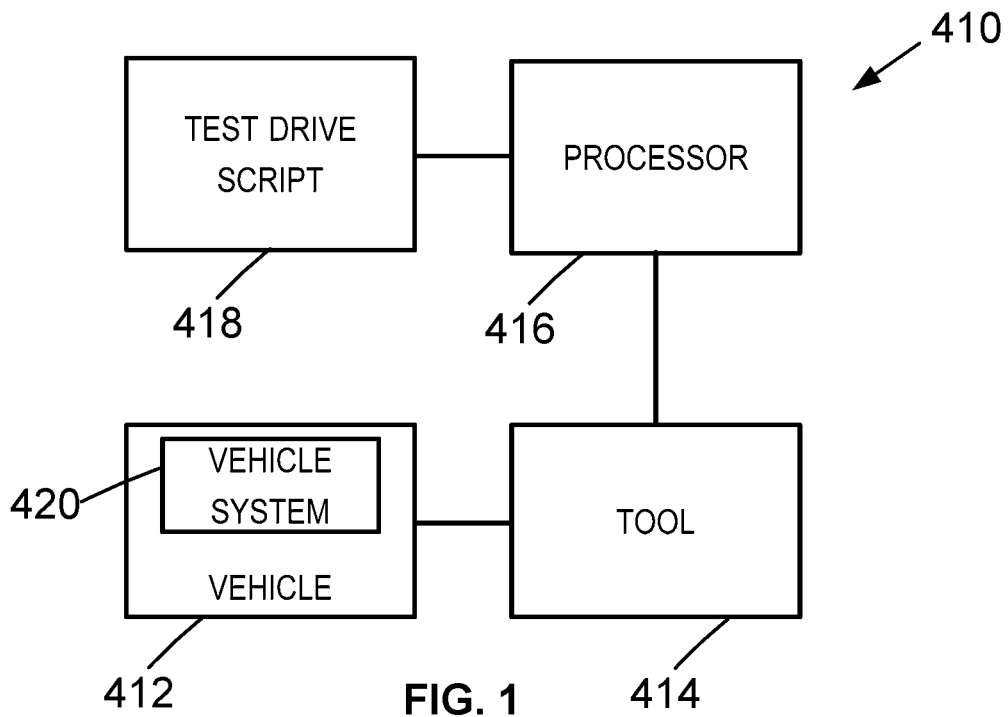 410
TEST DRIVE
SCRIPT
PROCESSOR
418
416
VEHICLE
SYSTEM
420
TOOL
VEHICLE
412
414
FIG. 1